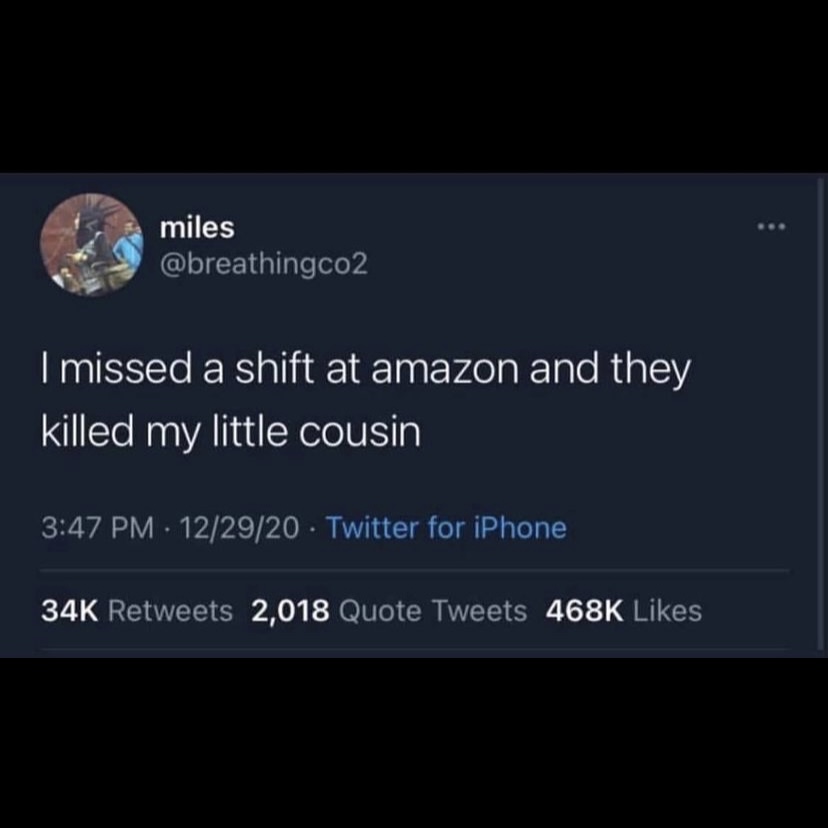 miles
@breathingco2
I missed a shift at amazon and they
killed my little cousin
3:47 PM · 12/29/20 · Twitter for iPhone
34K Retweets 2,018 Quote Tweets 468K Likes